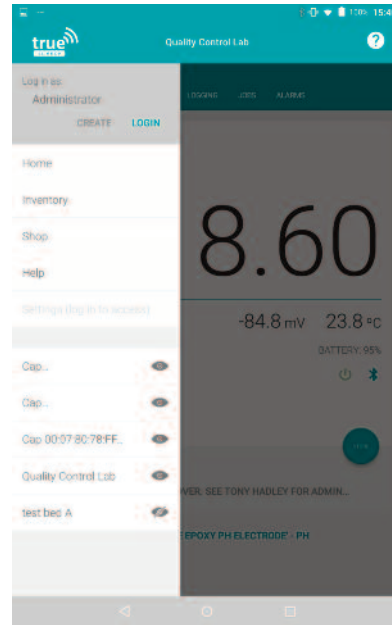 100% 15:4
true
Quality Control Lab
?
Log in as:
Administrator
CREATE LOGIN
LOGGING JOBS ALARMS
Home
Inventory
Shop
Help
Settings (log in to access)
8.60
-84.8 mV 23.8 °C
BATTERY: 95%
Cap...
Cap...
Cap 00:07:80:78:FF...
Quality Control Lab
test bed A
OVER, SEE TONY HADLEY FOR ADMIN...
EPOXY PH ELECTRODE' - PH